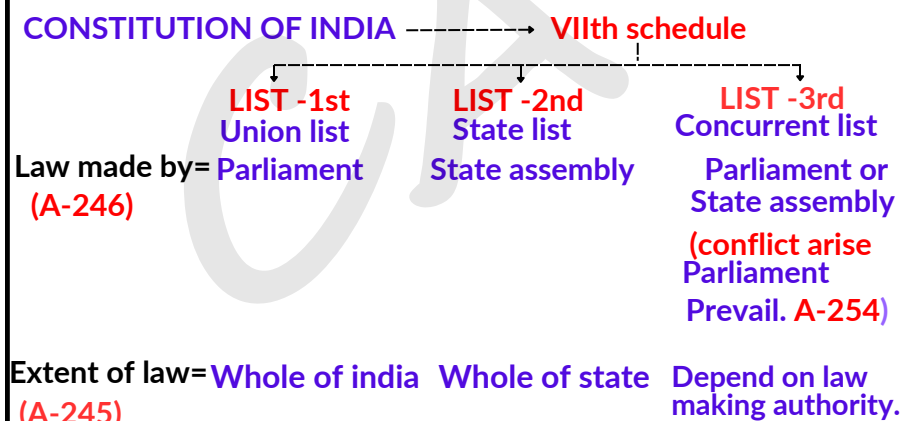 CONSTITUTION OF INDIA VIIth schedule
LIST -1st LIST -2nd LIST -3rd
Union list State list Concurrent list
Law made by= Parliament State assembly Parliament or
(A-246) State assembly
(conflict arise
Parliament
Prevail. A-254)
Extent of law= Whole of india Whole of state Depend on law
(A-245) making authority.
CA